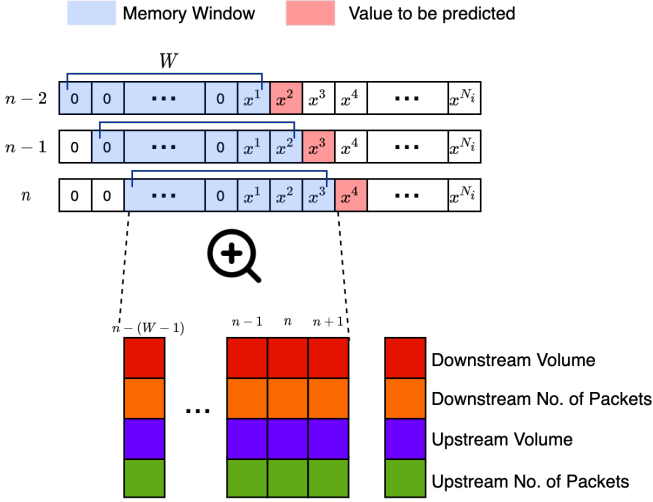 Memory Window Value to be predicted
W
n − 2 0 0 ... 0 x^1 x^2 x^3 x^4 ... x^{N_i}
n − 1 0 0 ... 0 x^1 x^2 x^3 x^4 ... x^{N_i}
n 0 0 ... 0 x^1 x^2 x^3 x^4 ... x^{N_i}
n − (W − 1) n − 1 n n + 1
Downstream Volume
Downstream No. of Packets
...
Upstream Volume
Upstream No. of Packets